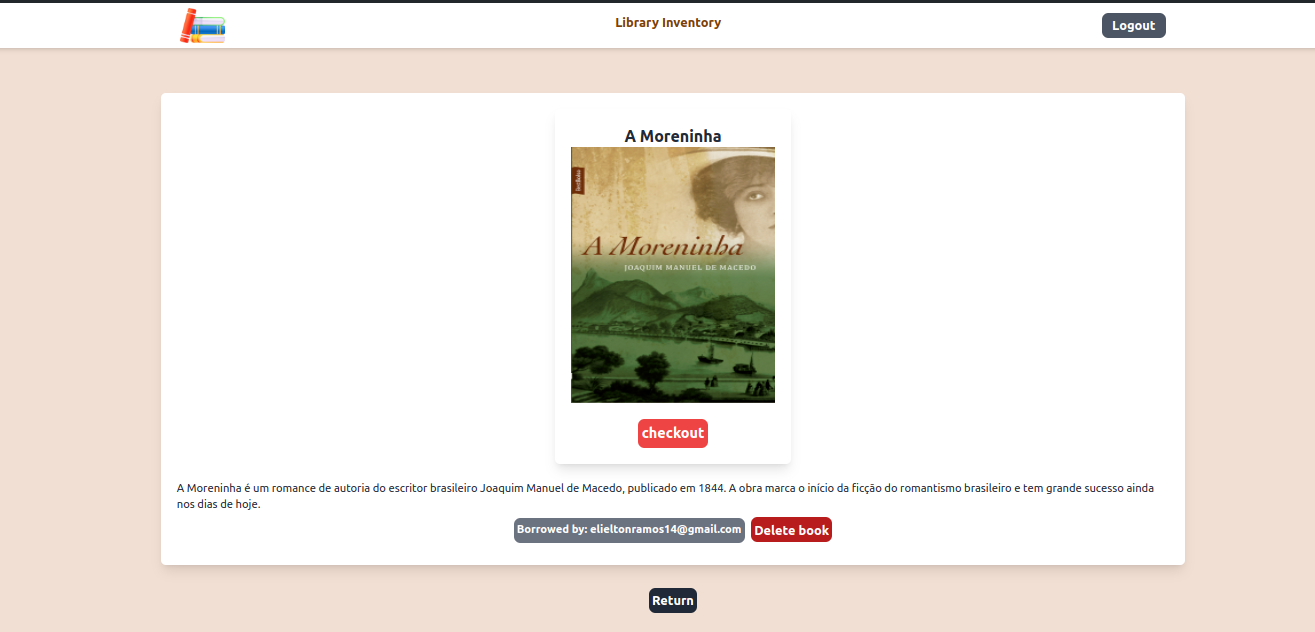 Library Inventory
Logout
A Moreninha
A Moreninha
JOAQUIM MANUEL DE MACEDO
checkout
A Moreninha é um romance de autoria do escritor brasileiro Joaquim Manuel de Macedo, publicado em 1844. A obra marca o início da ficção do romantismo brasileiro e tem grande sucesso ainda
nos dias de hoje.
Borrowed by: elieltonramos14@gmail.com
Delete book
Return